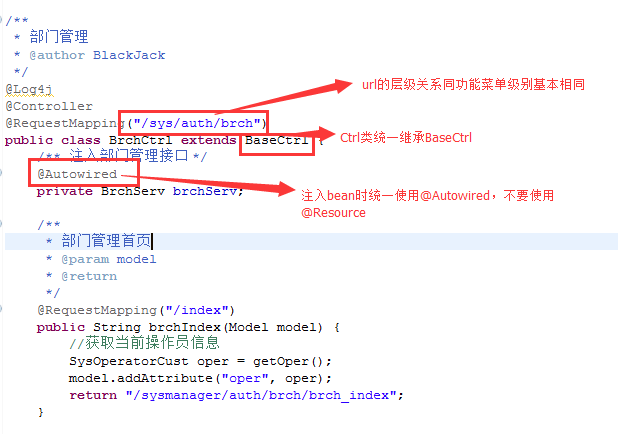 /**
 * 部门管理
 * @author BlackJack
 */
@Log4j
@Controller
@RequestMapping("/sys/auth/brch")
public class BrchCtrl extends BaseCtrl {
/** 注入部门管理接口 */
@Autowired
private BrchServ brchServ;
/**
 * 部门管理首页
 * @param model
 * @return
 */
@RequestMapping("/index")
public String brchIndex(Model model) {
//获取当前操作员信息
SysOperatorCust oper = getOper();
model.addAttribute("oper", oper);
return "/sysmanager/auth/brch/brch_index";
}
url的层级关系同功能菜单级别基本相同
Ctrl类统一继承BaseCtrl
注入bean时统一使用@Autowired，不要使用
@Resource